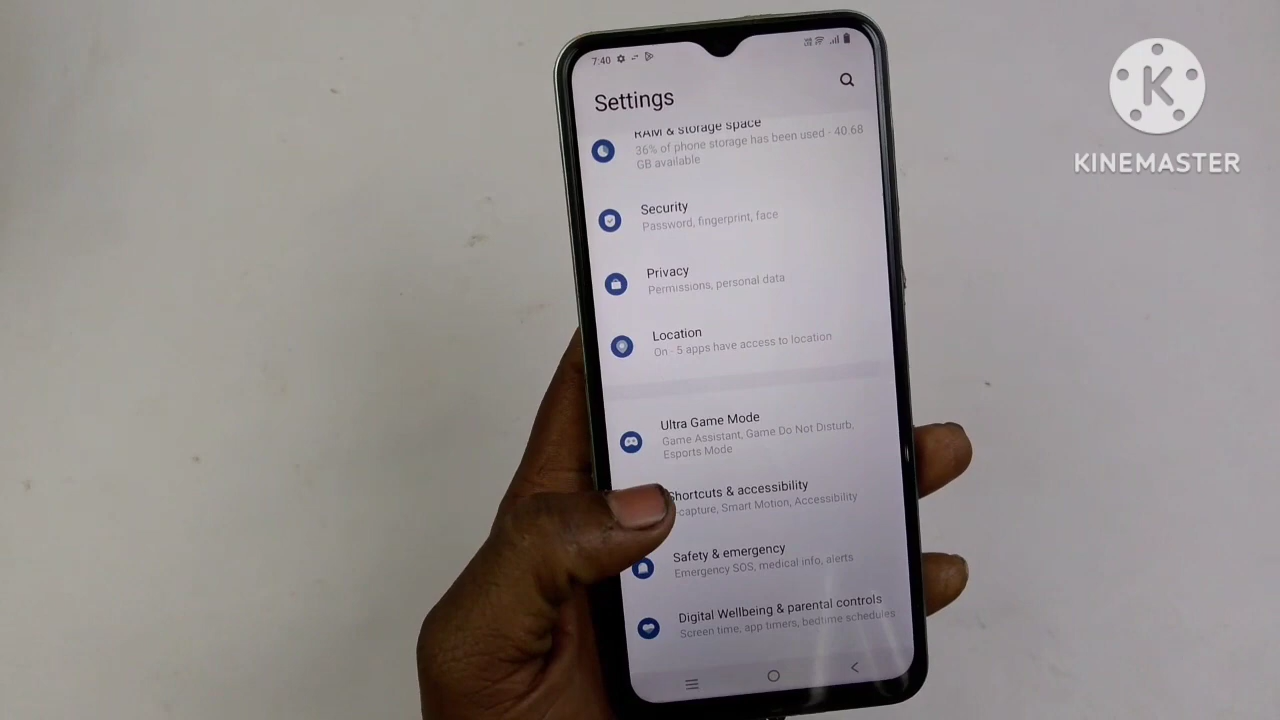 7:40
Settings
RAM & storage space
36% of phone storage has been used - 40.68
GB available
Security
Password, fingerprint, face
Privacy
Permissions, personal data
Location
On - 5 apps have access to location
Ultra Game Mode
Game Assistant, Game Do Not Disturb,
Esports Mode
Shortcuts & accessibility
-capture, Smart Motion, Accessibility
Safety & emergency
Emergency SOS, medical info, alerts
Digital Wellbeing & parental controls
Screen time, app timers, bedtime schedules
K
KINEMASTER